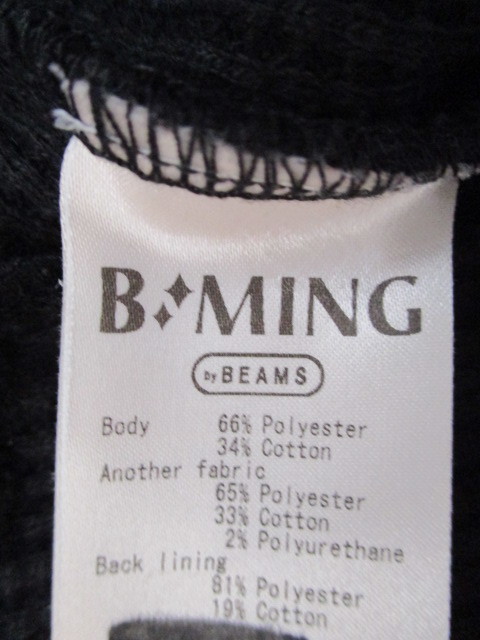 B MING
by BEAMS
Body 66% Polyester
34% Cotton
Another fabric
65% Polyester
33% Cotton
2% Polyurethane
Back lining
81% Polyester
19% Cotton